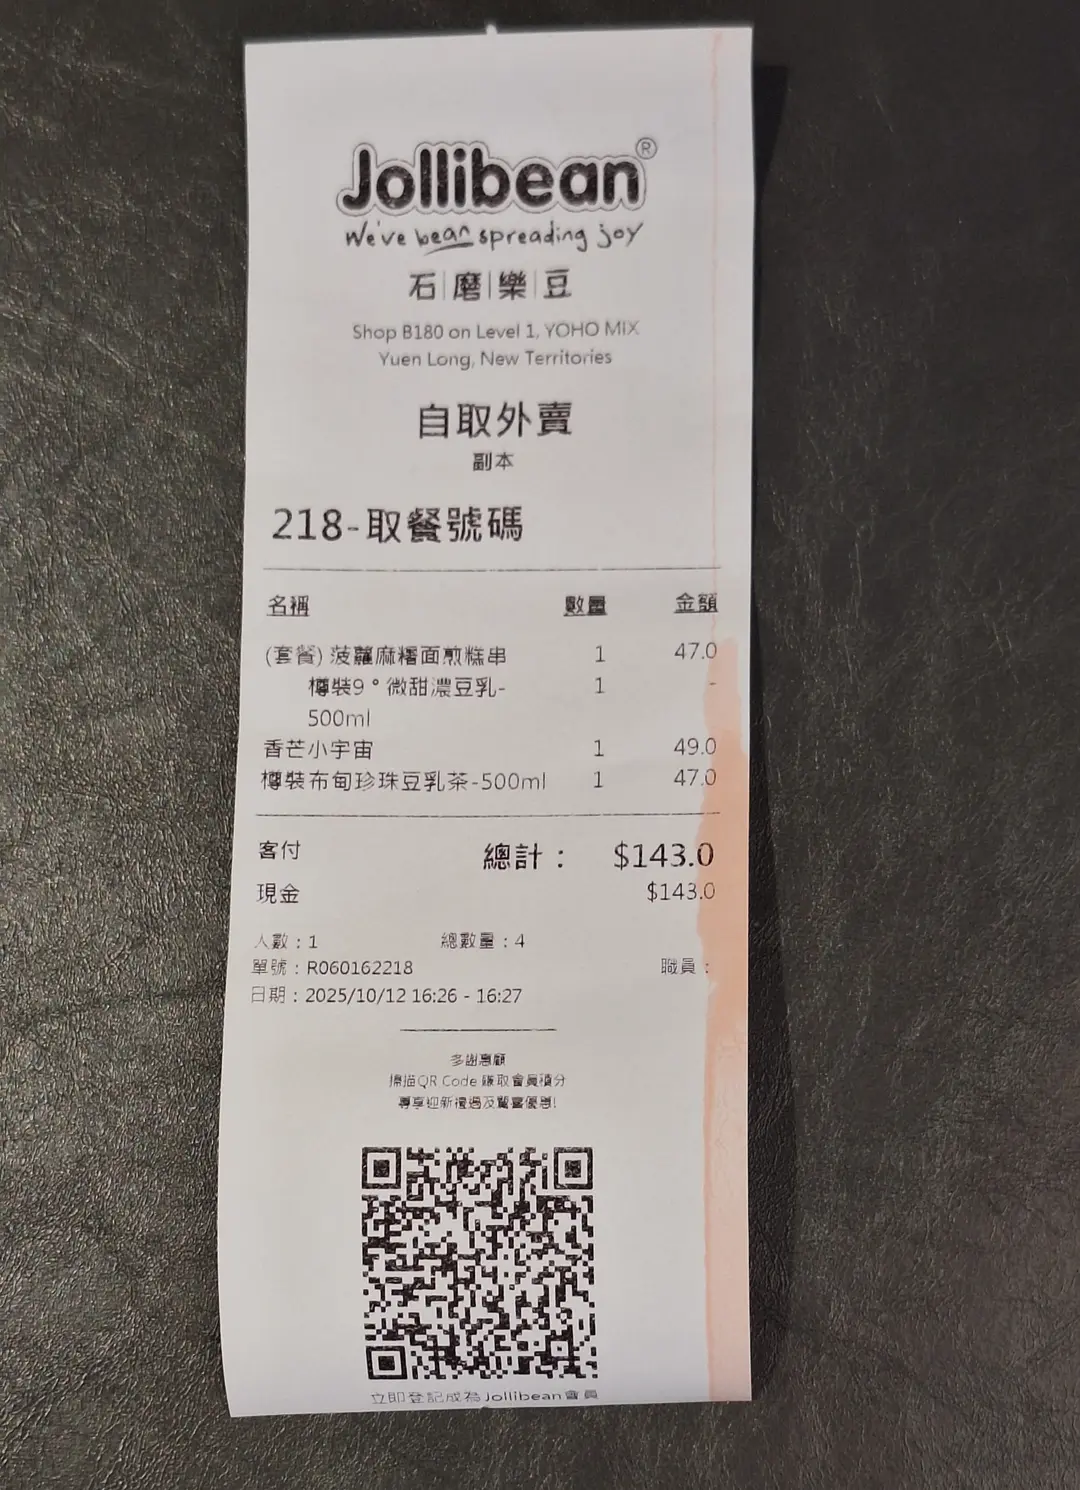 Jollibean®
We've bean spreading joy
石|磨|樂|豆
Shop B180 on Level 1, YOHO MIX
Yuen Long, New Territories
自取外賣
副本
218-取餐號碼
名稱 數量 金額
(套餐) 菠蘿麻糬面煎糕串 1 47.0
樽裝9°微甜濃豆乳- 1 -
500ml
香芒小宇宙 1 49.0
樽裝布甸珍珠豆乳茶-500ml 1 47.0
客付 總計： $143.0
現金 $143.0
人數：1 總數量：4
單號：R060162218 職員：
日期：2025/10/12 16:26 - 16:27
多謝惠顧
掃描QR Code 賺取會員積分
尊享迎新禮遇及驚喜優惠!
立即登記成為Jollibean會員